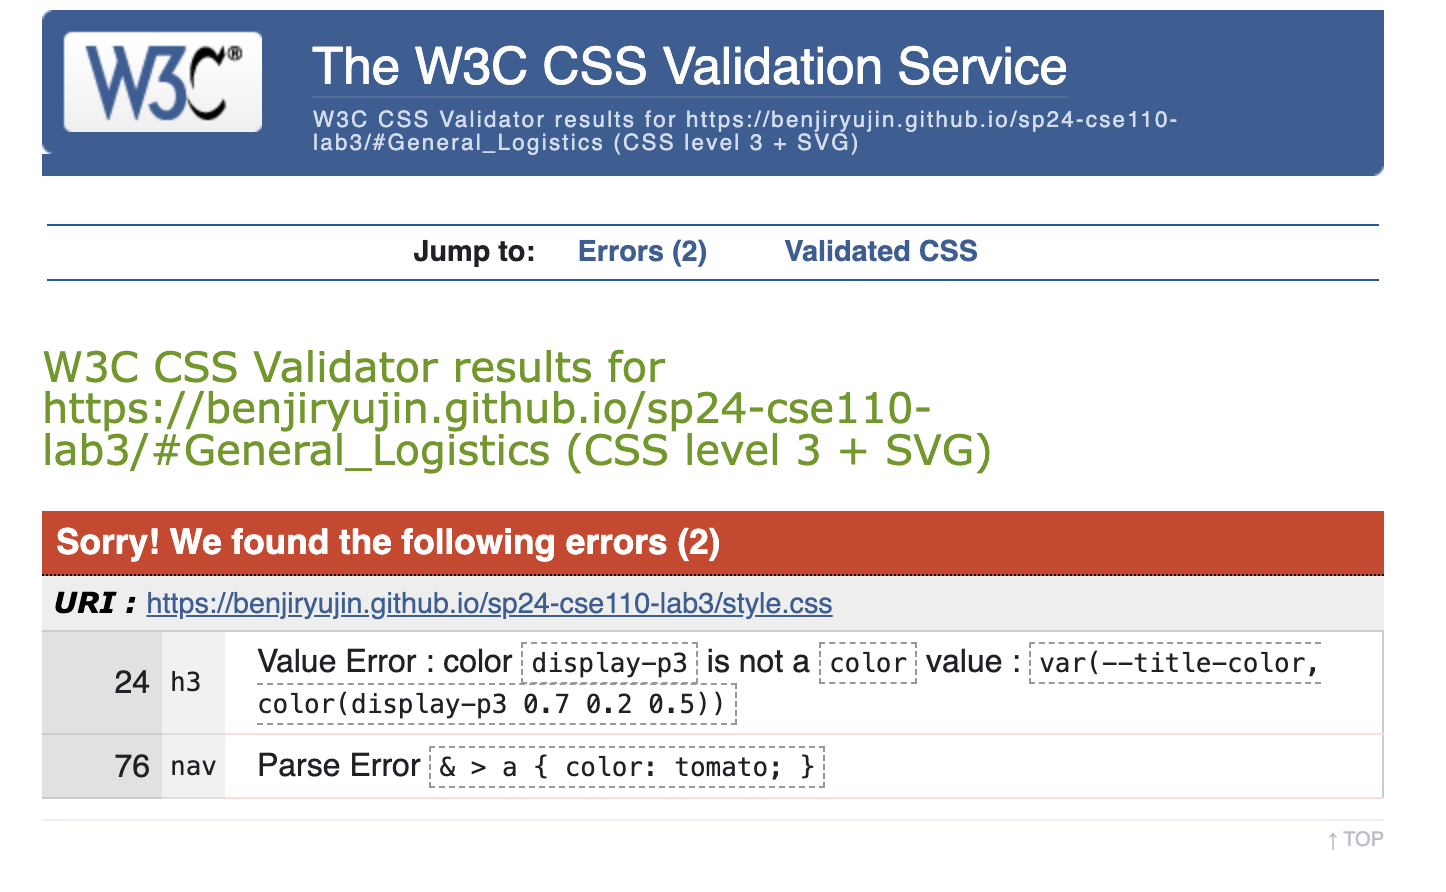 W3C®
The W3C CSS Validation Service
W3C CSS Validator results for https://benjiryujin.github.io/sp24-cse110-
lab3/#General_Logistics (CSS level 3 + SVG)
Jump to: Errors (2) Validated CSS
W3C CSS Validator results for
https://benjiryujin.github.io/sp24-cse110-
lab3/#General_Logistics (CSS level 3 + SVG)
Sorry! We found the following errors (2)
URI : https://benjiryujin.github.io/sp24-cse110-lab3/style.css
24 h3 Value Error : color display-p3 is not a color value : var(--title-color,
color(display-p3 0.7 0.2 0.5))
76 nav Parse Error & > a { color: tomato; }
↑ TOP